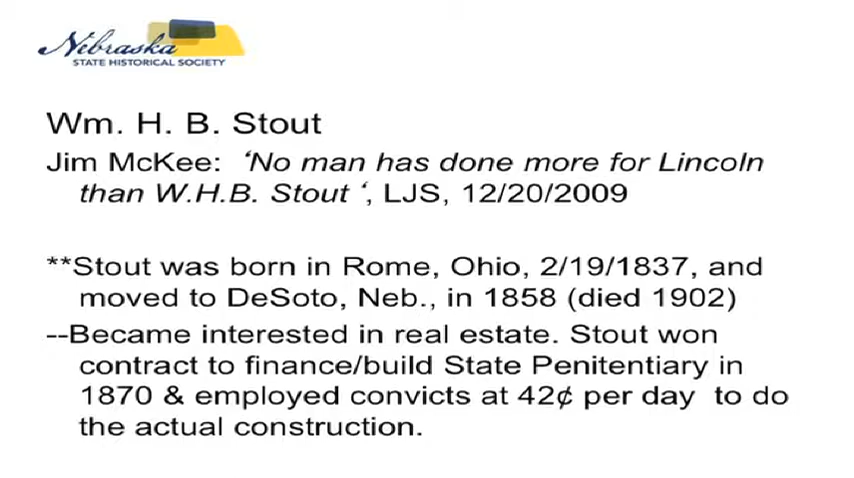 Nebraska
STATE HISTORICAL SOCIETY
Wm. H. B. Stout
Jim McKee:  ‘No man has done more for Lincoln
than W.H.B. Stout ‘, LJS, 12/20/2009
**Stout was born in Rome, Ohio, 2/19/1837, and
moved to DeSoto, Neb., in 1858 (died 1902)
--Became interested in real estate. Stout won
contract to finance/build State Penitentiary in
1870 & employed convicts at 42¢ per day  to do
the actual construction.